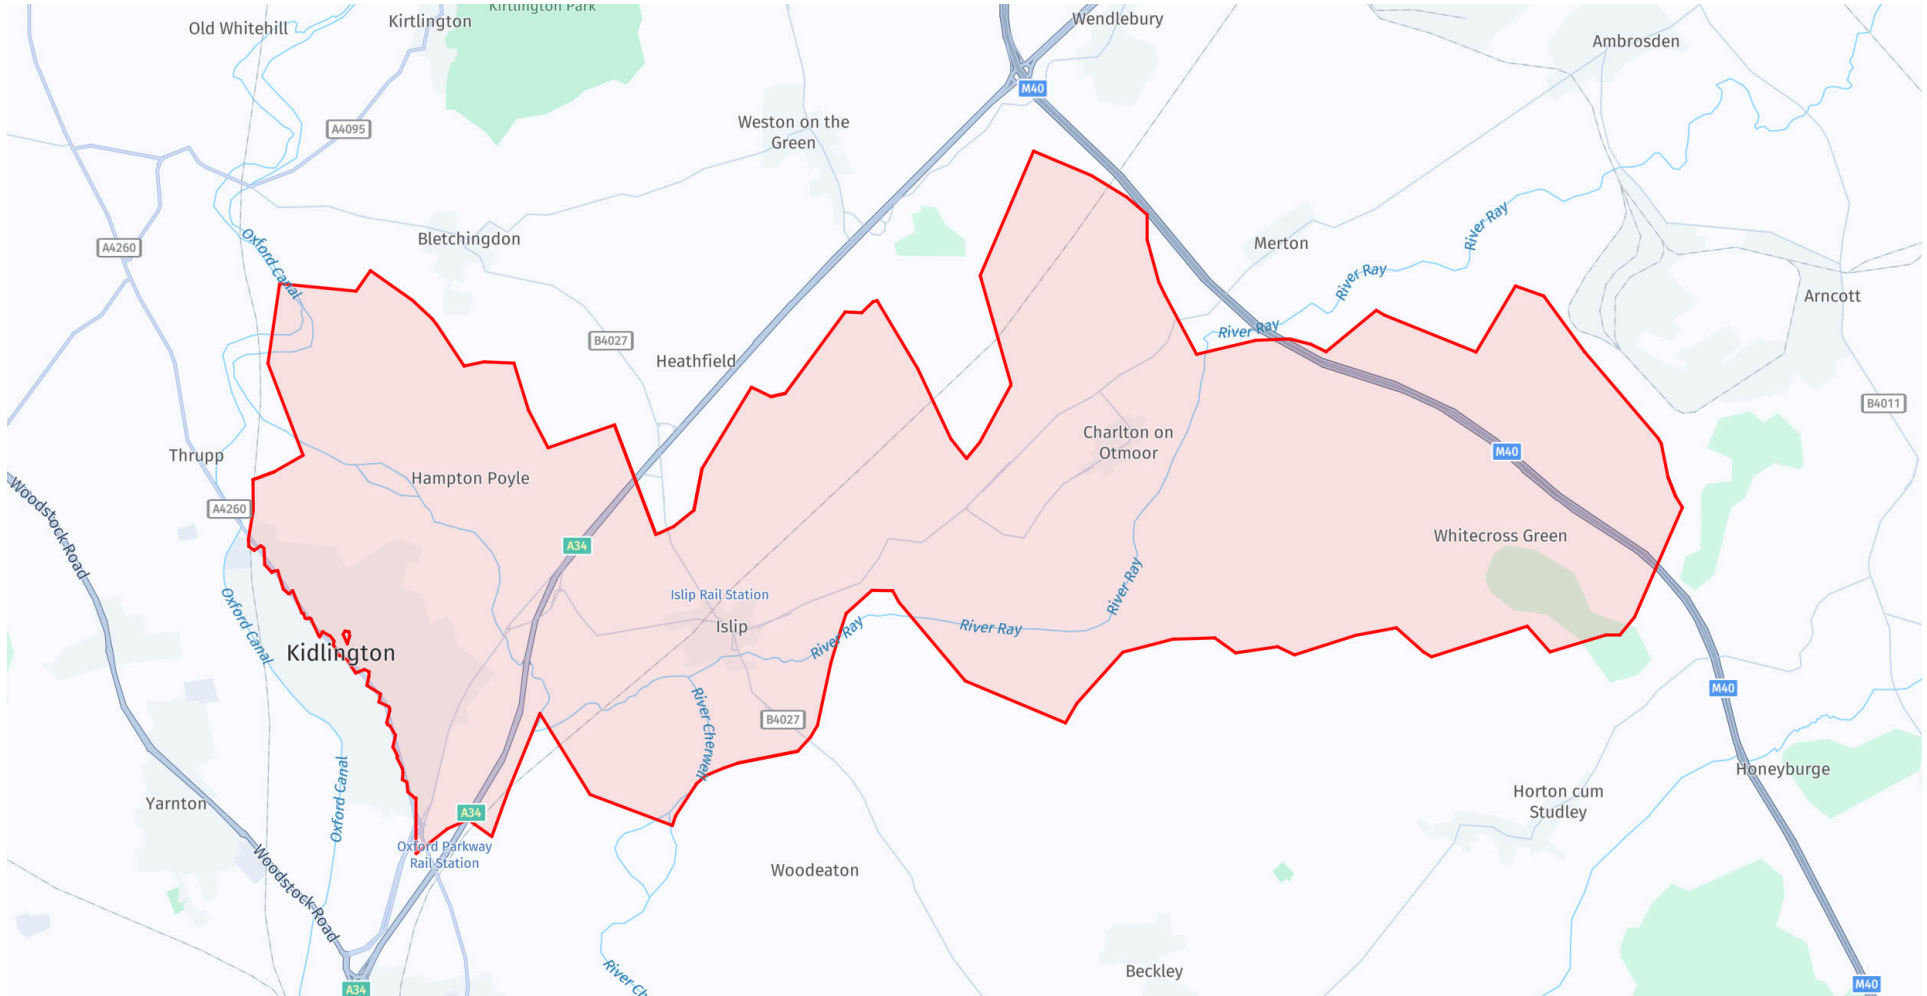 Kirtlington Park
Old Whitehill
Kirtlington
Wendlebury
Ambrosden
M40
A4095
Weston on the
Green
Oxford Canal
A4260
Bletchingdon
Merton
River Ray
River Ray
Arncott
River Ray
B4027
Heathfield
B4011
Charlton on
Otmoor
M40
Thrupp
Hampton Poyle
Woodstock Road
A4260
A34
Whitecross Green
Oxford Canal
Islip Rail Station
Islip
River Ray
River Ray
River Ray
Kidlington
River Cherwell
B4027
M40
Honeyburge
Yarnton
Oxford Canal
A34
Horton cum
Studley
Oxford Parkway
Rail Station
Woodeaton
Woodstock Road
Beckley
River Ch
A34
M40